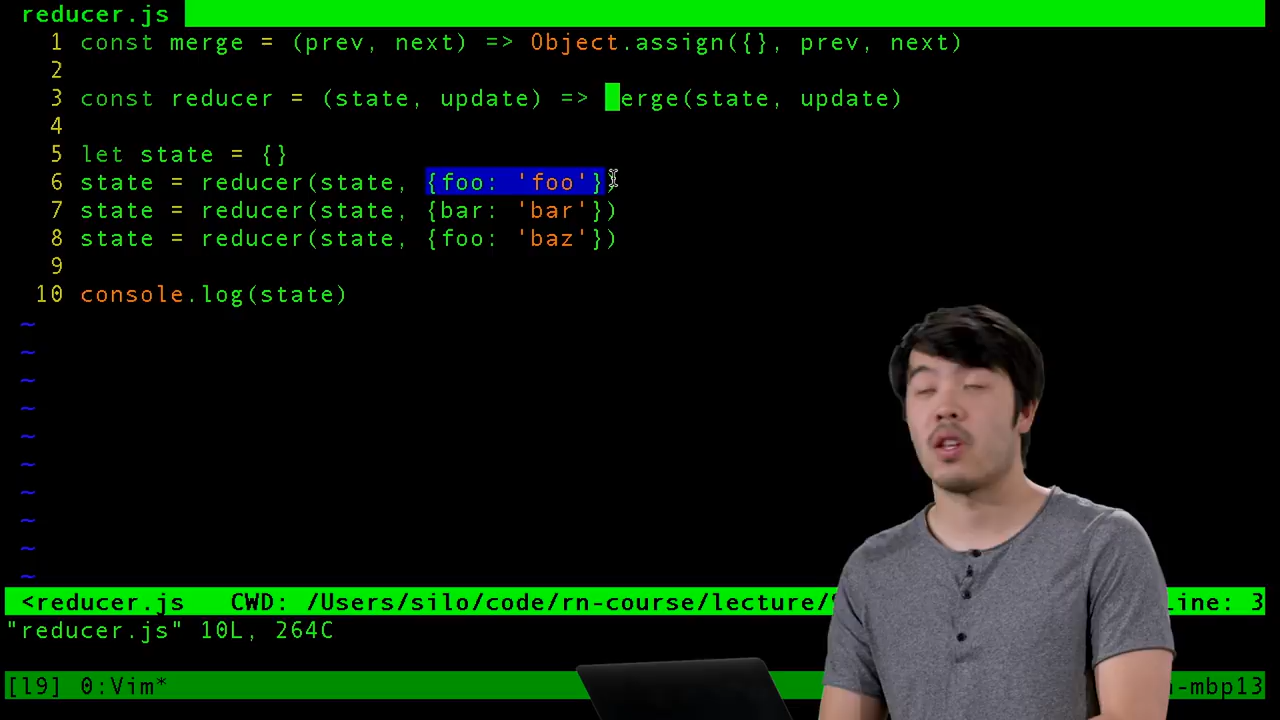 reducer.js
1 const merge = (prev, next) => Object.assign({}, prev, next)
2
3 const reducer = (state, update) => merge(state, update)
4
5 let state = {}
6 state = reducer(state, {foo: 'foo'})
7 state = reducer(state, {bar: 'bar'})
8 state = reducer(state, {foo: 'baz'})
9
10 console.log(state)
~
~
~
~
~
~
~
~
~
~
<reducer.js CWD: /Users/silo/code/rn-course/lecture/ Line: 3
"reducer.js" 10L, 264C
[l9] 0:Vim* -mbp13